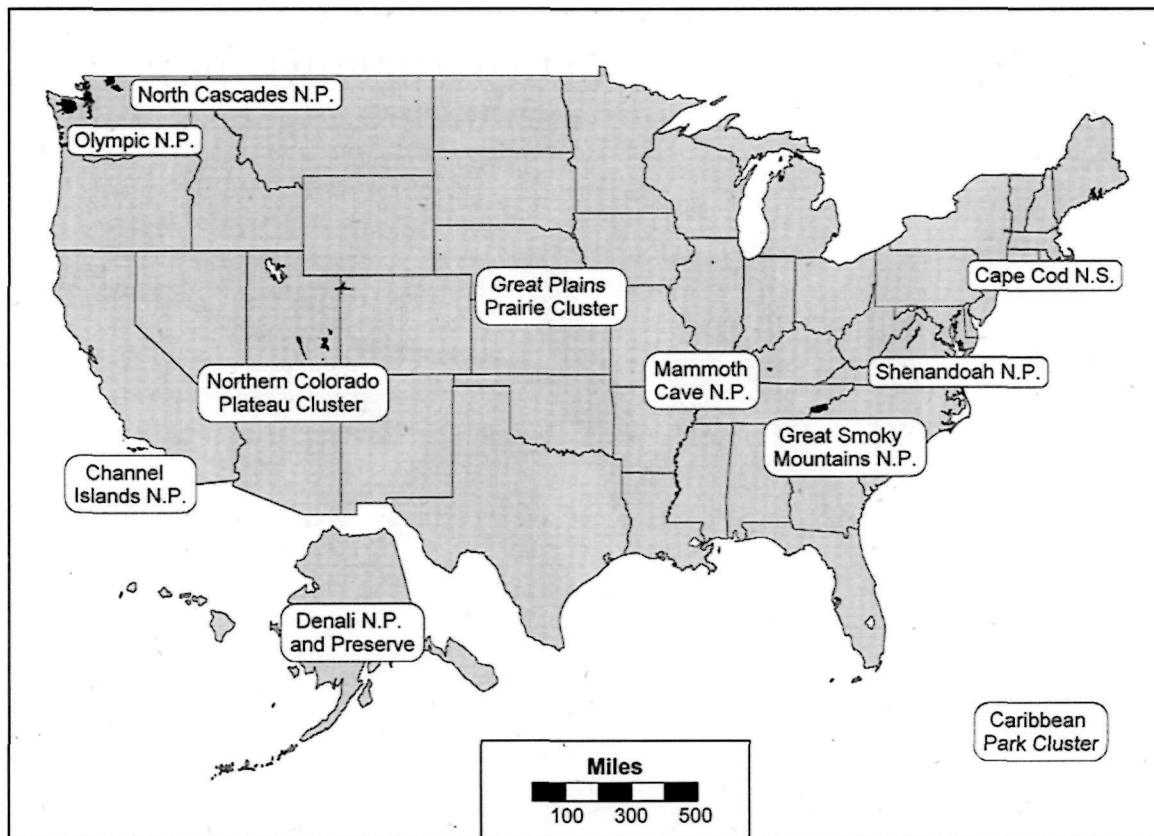 North Cascades N.P.
Olympic N.P.
Great Plains
Prairie Cluster
Cape Cod N.S.
Northern Colorado
Plateau Cluster
Mammoth
Cave N.P.
Shenandoah N.P.
Great Smoky
Mountains N.P.
Channel
Islands N.P.
Denali N.P.
and Preserve
Caribbean
Park Cluster
Miles
100 300 500